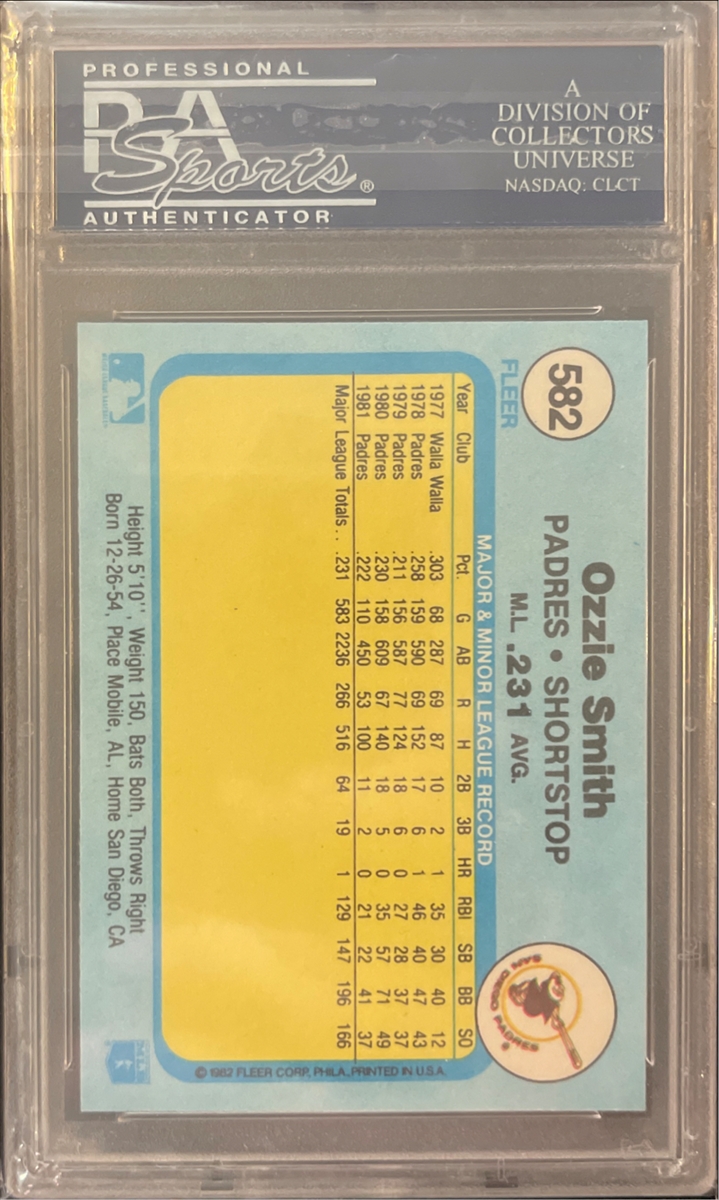 PROFESSIONAL
PSA
Sports®
AUTHENTICATOR
A
DIVISION OF
COLLECTORS
UNIVERSE
NASDAQ: CLCT
582
FLEER
Ozzie Smith
PADRES • SHORTSTOP
M.L .231 AVG.
SAN DIEGO PADRES
MAJOR & MINOR LEAGUE RECORD
Year Club Pct. G AB R H 2B 3B HR RBI SB BB SO
1977 Walla Walla .303 68 287 69 87 10 2 1 35 30 40 12
1978 Padres .258 159 590 69 152 17 6 1 46 40 47 43
1979 Padres .211 156 587 77 124 18 6 0 27 28 37 37
1980 Padres .230 158 609 67 140 18 5 0 35 57 71 49
1981 Padres .222 110 450 53 100 11 2 0 21 22 41 37
Major League Totals . . .231 583 2236 266 516 64 19 1 129 147 196 166
© 1982 FLEER CORP. PHILA. PRINTED IN U.S.A.
Height 5'10'', Weight 150, Bats Both, Throws Right
Born 12-26-54, Place Mobile, AL, Home San Diego, CA